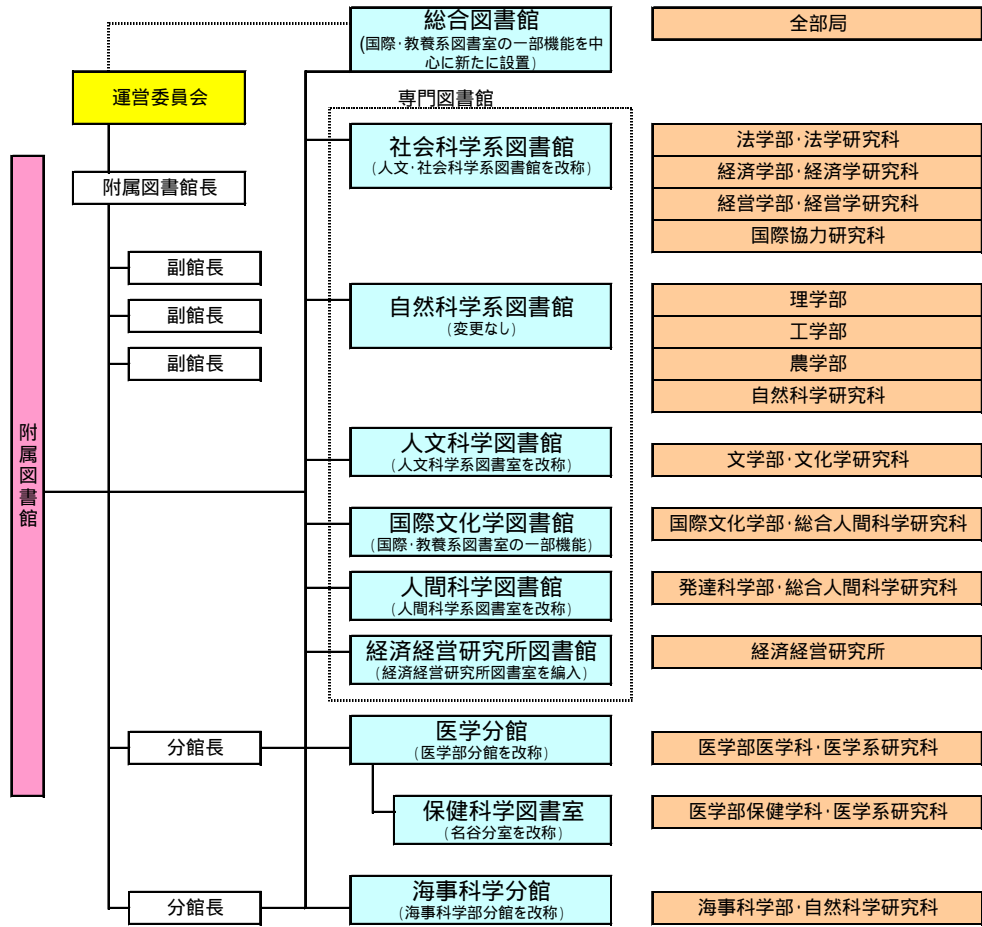 総合図書館
(国際･教養系図書室の一部機能を中
心に新たに設置)
全部局
運営委員会
専門図書館
社会科学系図書館
(人文･社会科学系図書館を改称)
法学部･法学研究科
経済学部･経済学研究科
経営学部･経営学研究科
国際協力研究科
附属図書館長
副館長
副館長
副館長
自然科学系図書館
(変更なし)
理学部
工学部
農学部
自然科学研究科
附属図書館
人文科学図書館
(人文科学系図書室を改称)
文学部･文化学研究科
国際文化学図書館
(国際･教養系図書室の一部機能)
国際文化学部･総合人間科学研究科
人間科学図書館
(人間科学系図書室を改称)
発達科学部･総合人間科学研究科
経済経営研究所図書館
(経済経営研究所図書室を編入)
経済経営研究所
分館長
医学分館
(医学部分館を改称)
医学部医学科･医学系研究科
保健科学図書室
(名谷分室を改称)
医学部保健学科･医学系研究科
分館長
海事科学分館
(海事科学部分館を改称)
海事科学部･自然科学研究科